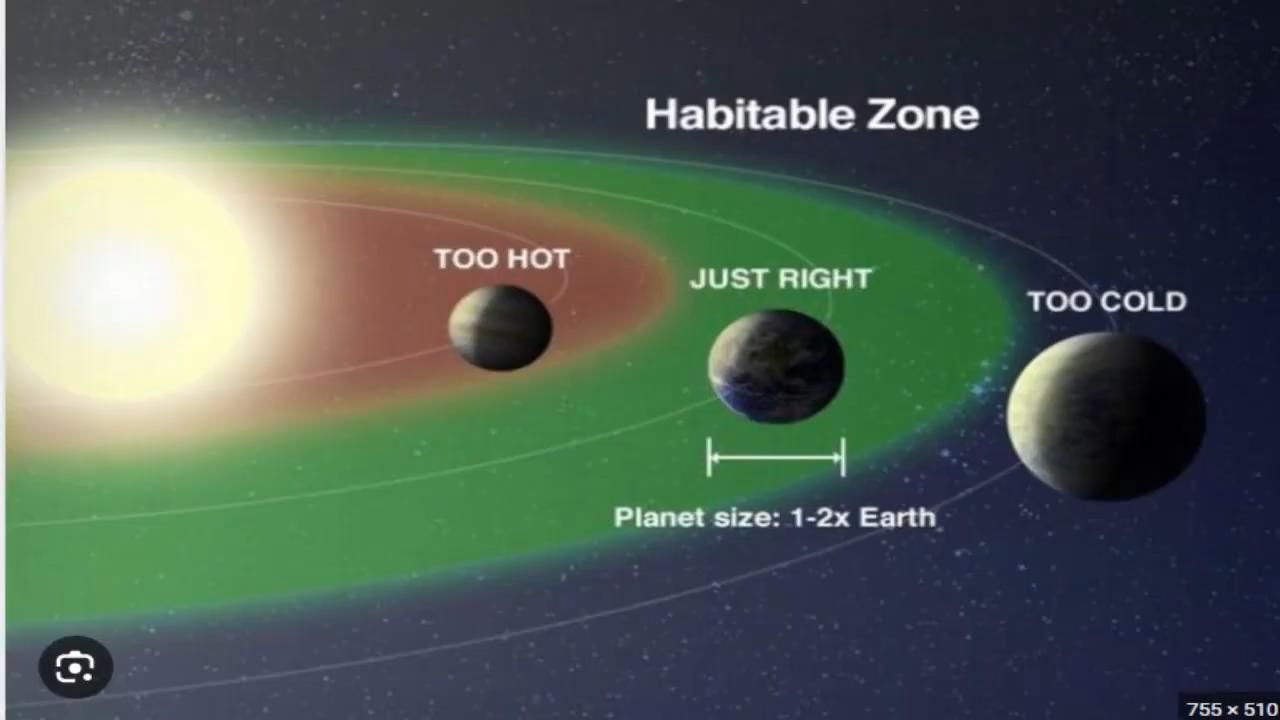 Habitable Zone
TOO HOT
JUST RIGHT
TOO COLD
Planet size: 1-2x Earth
755 × 510